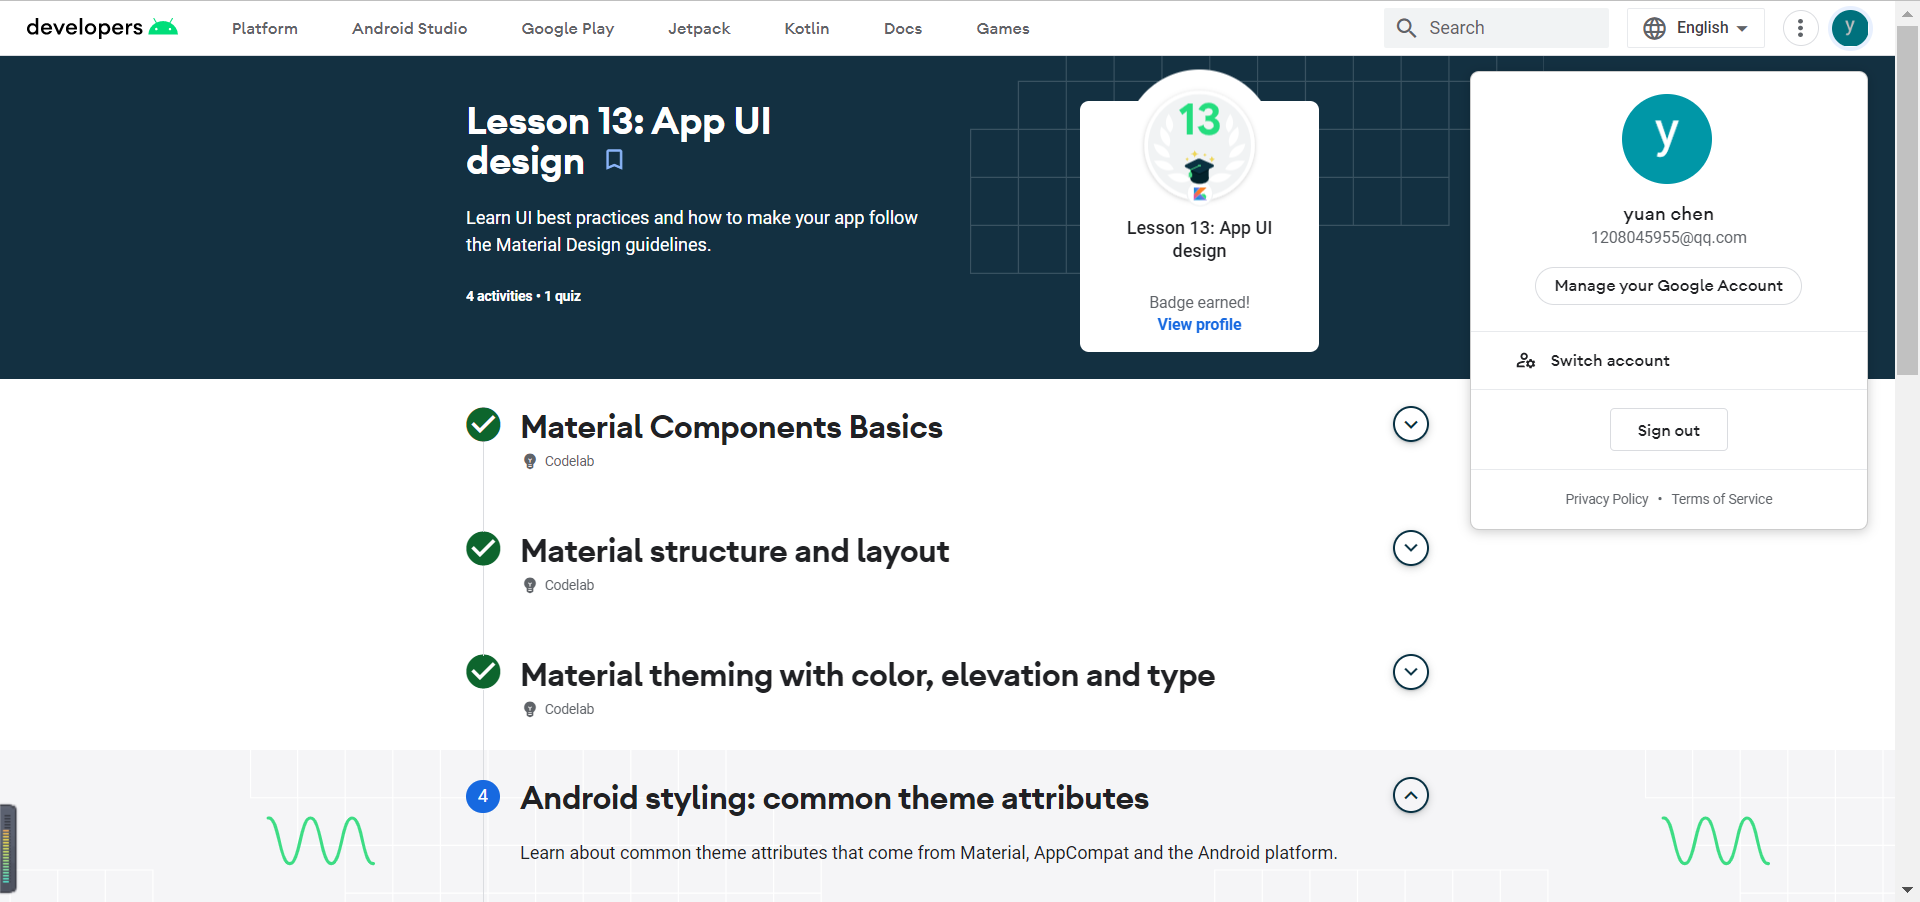 developers
Platform
Android Studio
Google Play
Jetpack
Kotlin
Docs
Games
Search
English
y
Lesson 13: App UI
design
Learn UI best practices and how to make your app follow
the Material Design guidelines.
4 activities • 1 quiz
13
Lesson 13: App UI
design
Badge earned!
View profile
y
yuan chen
1208045955@qq.com
Manage your Google Account
Switch account
Sign out
Privacy Policy • Terms of Service
Material Components Basics
Codelab
Material structure and layout
Codelab
Material theming with color, elevation and type
Codelab
4
Android styling: common theme attributes
Learn about common theme attributes that come from Material, AppCompat and the Android platform.